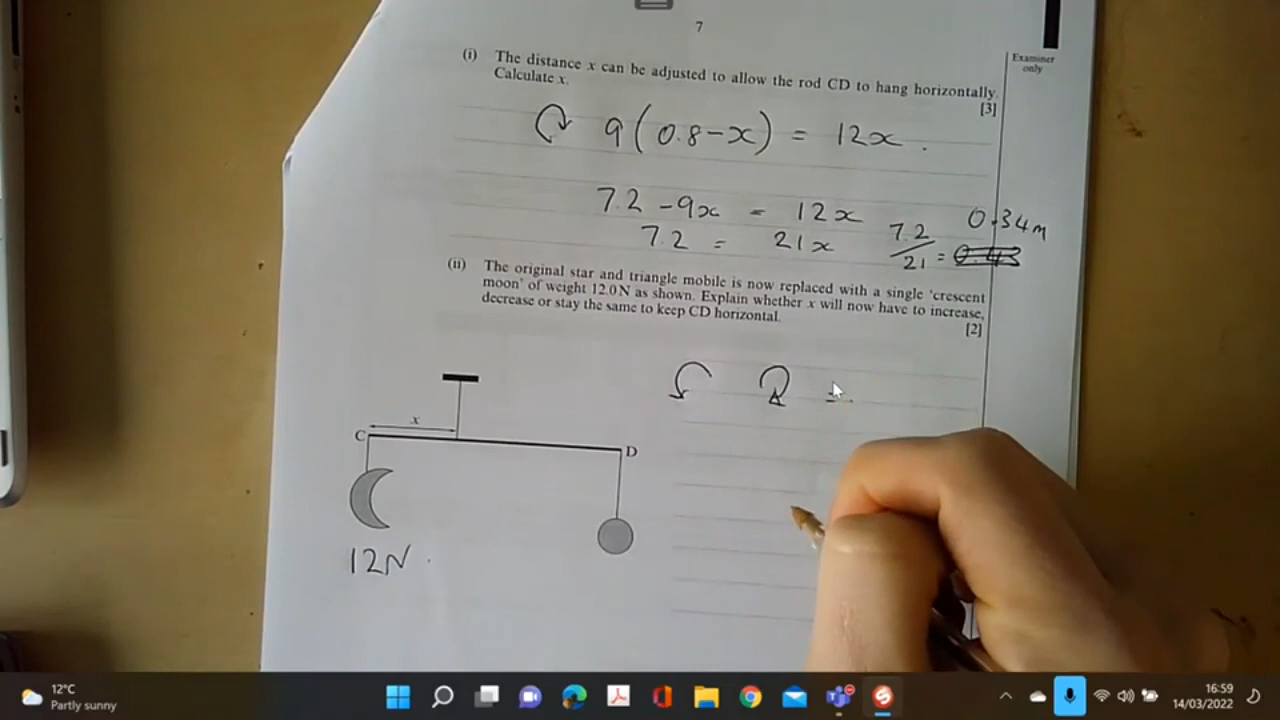 7
Examiner
only
(i) The distance x can be adjusted to allow the rod CD to hang horizontally.
Calculate x.
[3]
9(0.8-x) = 12x.
7.2 -9x = 12x
7.2 = 21x
7.2/21 = 0.43
0.34m
(ii) The original star and triangle mobile is now replaced with a single 'crescent
moon' of weight 12.0N as shown. Explain whether x will now have to increase,
decrease or stay the same to keep CD horizontal.
[2]
x
C
D
12N.
12°C
Partly sunny
16:59
14/03/2022